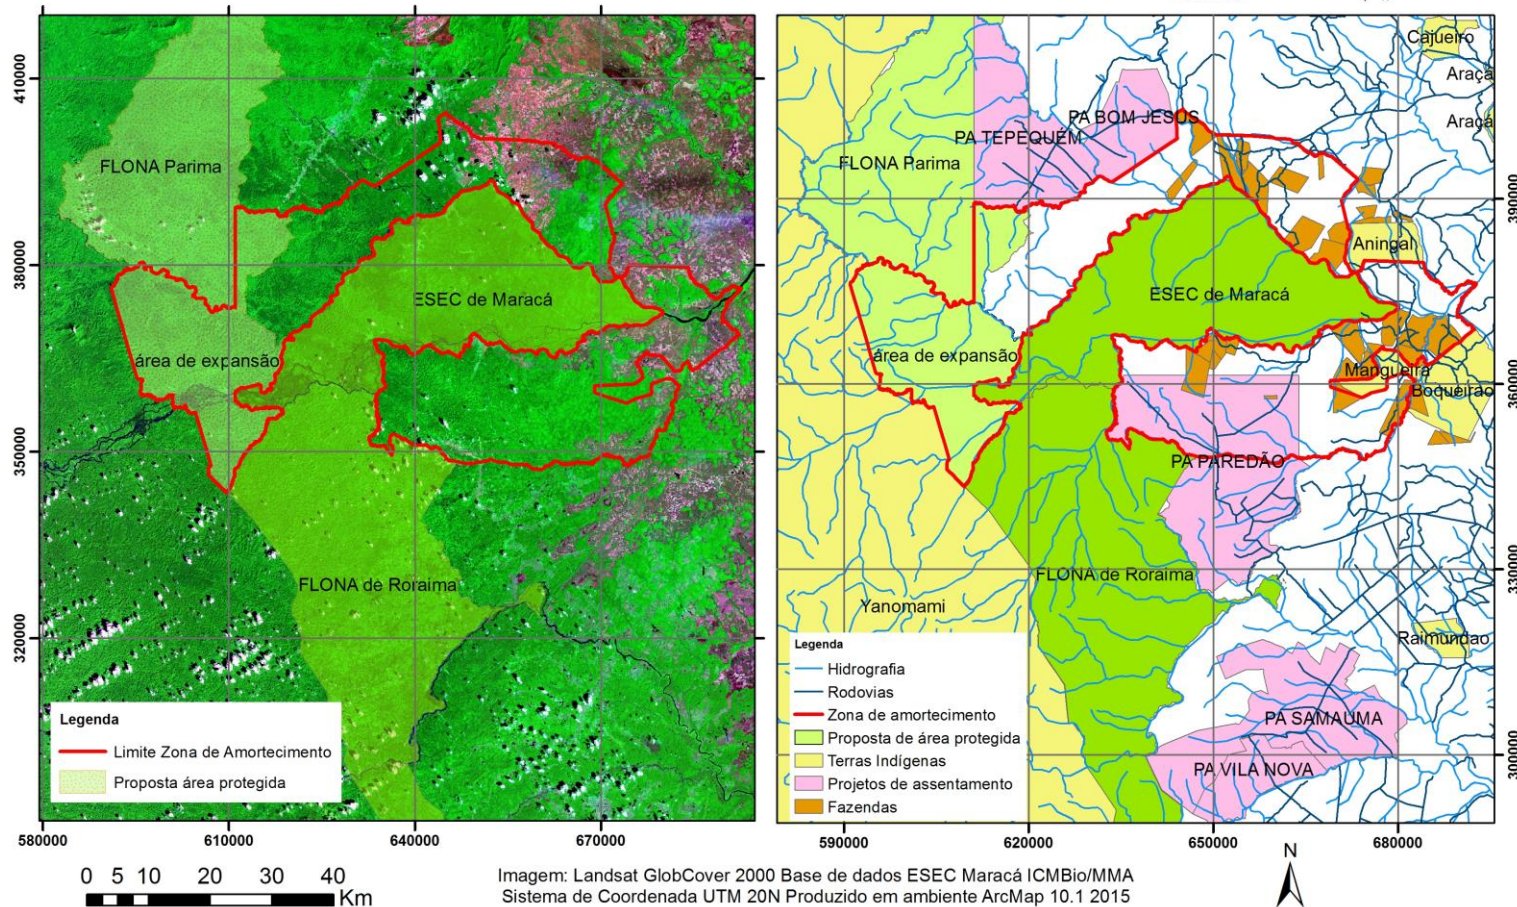 410000
380000
350000
320000
FLONA Parima
ESEC de Maracá
área de expansão
FLONA de Roraima
Legenda
Limite Zona de Amortecimento
Proposta área protegida
580000
610000
640000
670000
Cajueiro
Araçá
Araçá
PA BOM JESUS
PA TEPEQUÉM
FLONA Parima
Aningal
ESEC de Maracá
área de expansão
Mangueira
Boqueirão
PA PAREDÃO
FLONA de Roraima
Yanomami
Raimundao
PA SAMAUMA
PA VILA NOVA
Legenda
Hidrografia
Rodovias
Zona de amortecimento
Proposta de área protegida
Terras Indígenas
Projetos de assentamento
Fazendas
390000
360000
330000
300000
590000
620000
650000
680000
0 5 10 20 30 40
Km
Imagem: Landsat GlobCover 2000 Base de dados ESEC Maracá ICMBio/MMA
Sistema de Coordenada UTM 20N Produzido em ambiente ArcMap 10.1 2015
N